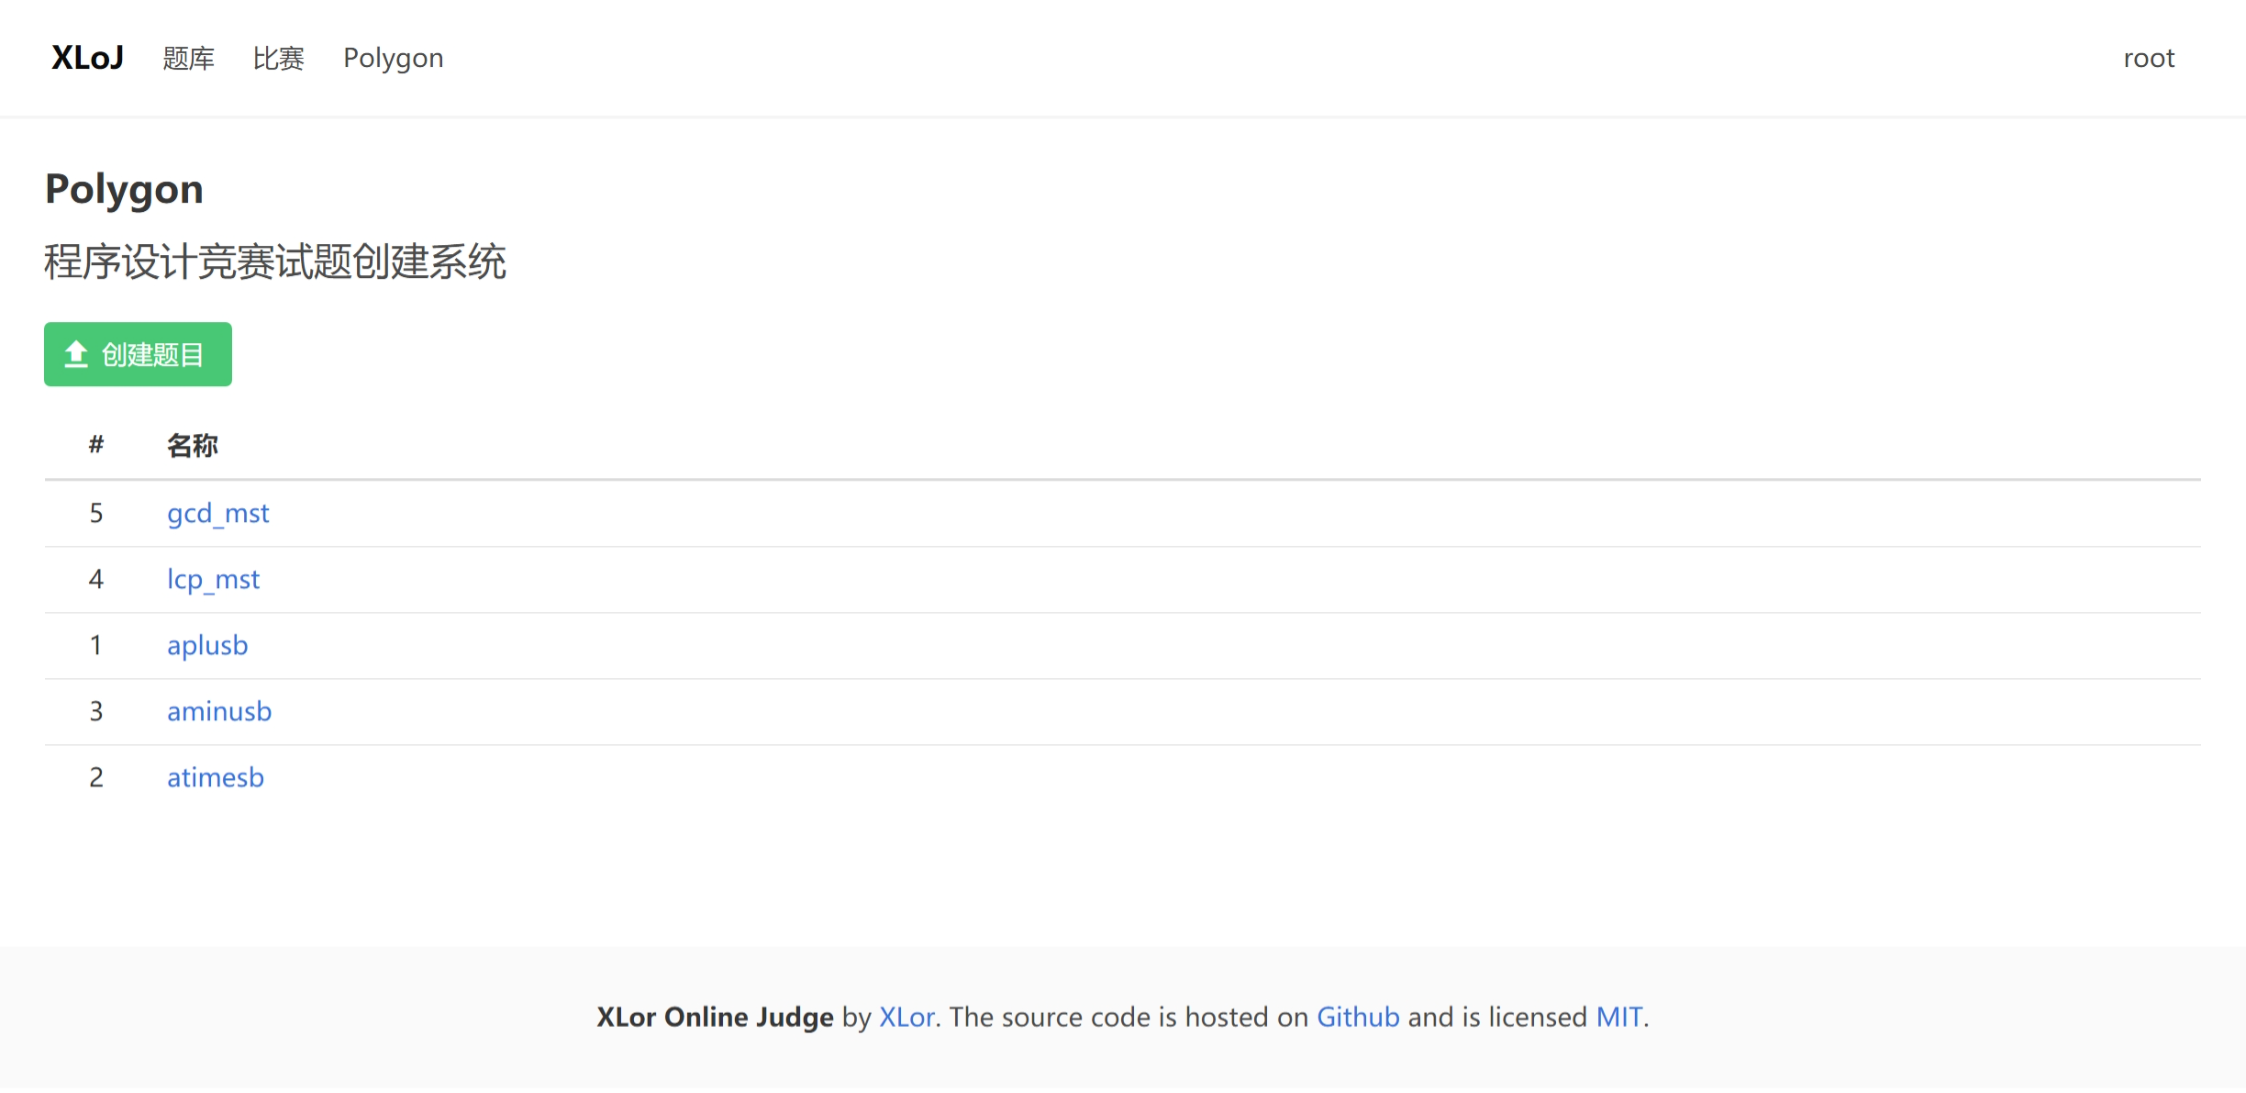 XLoJ 题库 比赛 Polygon root
Polygon
程序设计竞赛试题创建系统
创建题目
# 名称
5 gcd_mst
4 lcp_mst
1 aplusb
3 aminusb
2 atimesb
XLor Online Judge by XLor. The source code is hosted on Github and is licensed MIT.